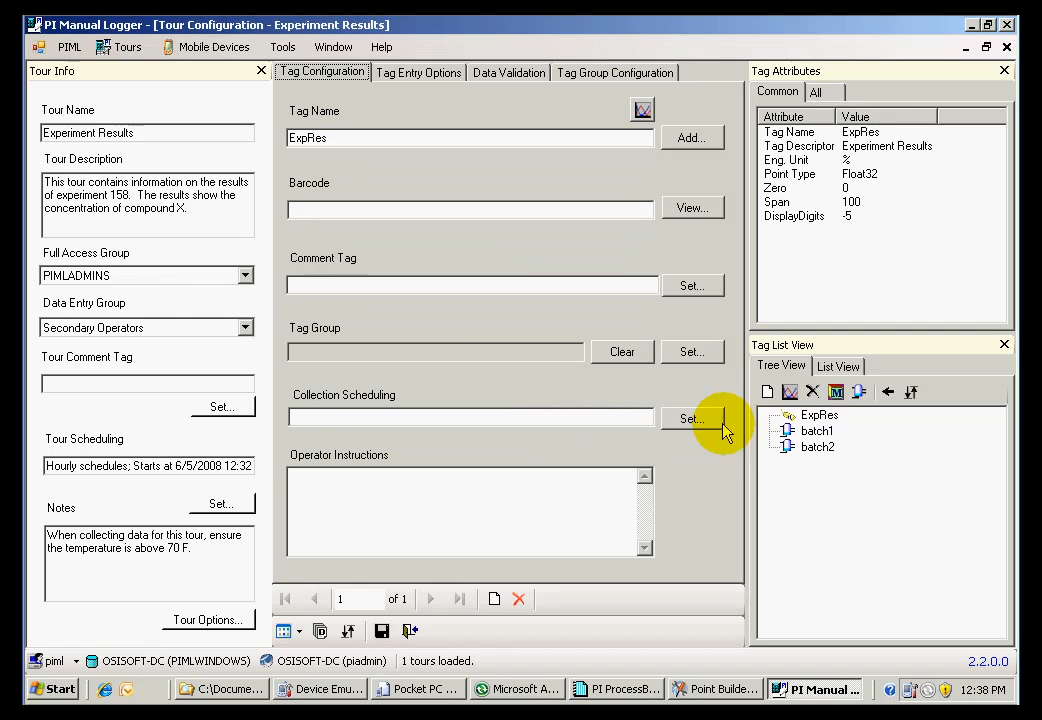 PI Manual Logger - [Tour Configuration - Experiment Results]
PIML Tours Mobile Devices Tools Window Help
Tour Info
Tour Name
Experiment Results
Tour Description
This tour contains information on the results
of experiment 158. The results show the
concentration of compound X.
Full Access Group
PIMLADMINS
Data Entry Group
Secondary Operators
Tour Comment Tag
Set...
Tour Scheduling
Hourly schedules; Starts at 6/5/2008 12:32
Set...
Notes
When collecting data for this tour, ensure
the temperature is above 70 F.
Tour Options...
Tag Configuration Tag Entry Options Data Validation Tag Group Configuration
Tag Name
ExpRes
Add...
Barcode
View...
Comment Tag
Set...
Tag Group
Clear Set...
Collection Scheduling
Set...
Operator Instructions
1 of 1
Tag Attributes
Common All
Attribute Value
Tag Name ExpRes
Tag Descriptor Experiment Results
Eng. Unit %
Point Type Float32
Zero 0
Span 100
DisplayDigits -5
Tag List View
Tree View List View
ExpRes
batch1
batch2
piml OSISOFT-DC (PIMLWINDOWS) OSISOFT-DC (piadmin) 1 tours loaded. 2.2.0.0
Start C:\Docume... Device Emu... Pocket PC ... Microsoft A... PI ProcessB... Point Builde... PI Manual ... 12:38 PM